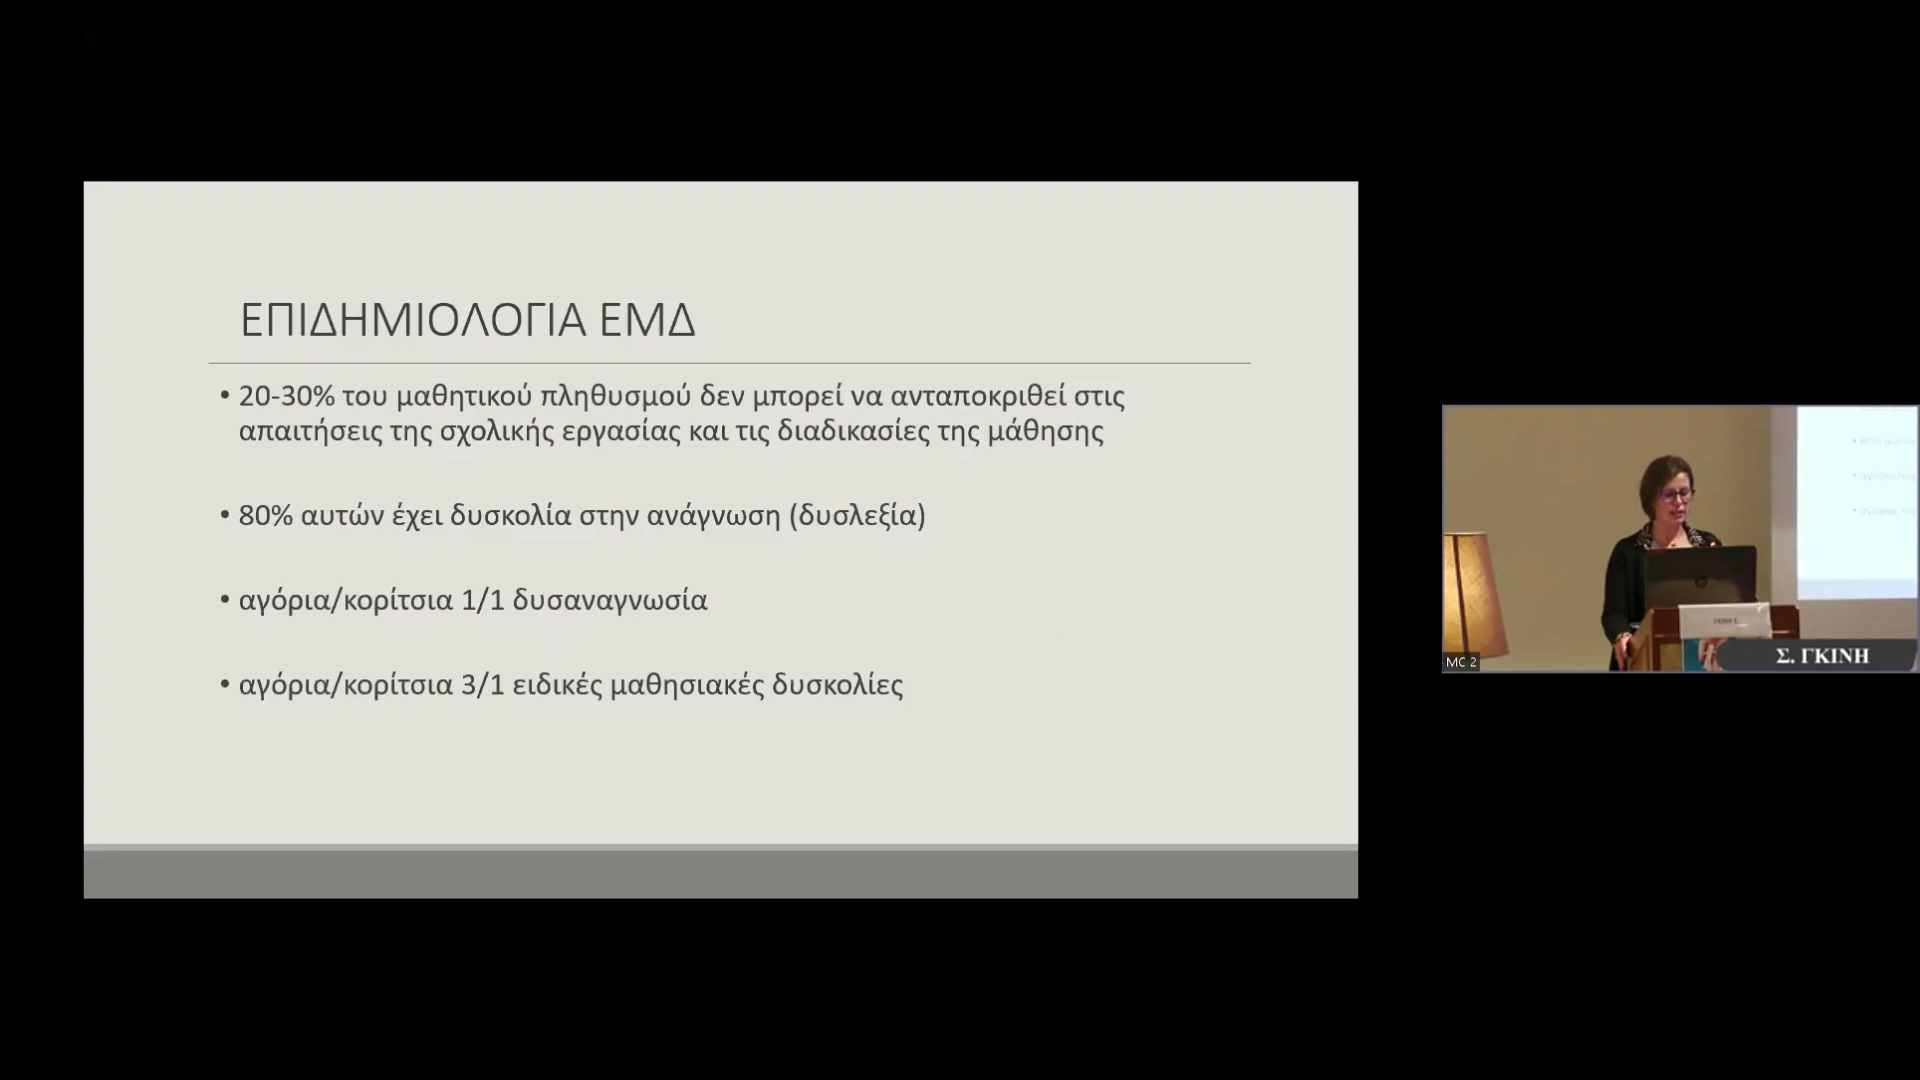 ΕΠΙΔΗΜΙΟΛΟΓΙΑ ΕΜΔ
• 20-30% του μαθητικού πληθυσμού δεν μπορεί να ανταποκριθεί στις
απαιτήσεις της σχολικής εργασίας και τις διαδικασίες της μάθησης
• 80% αυτών έχει δυσκολία στην ανάγνωση (δυσλεξία)
• αγόρια/κορίτσια 1/1 δυσαναγνωσία
• αγόρια/κορίτσια 3/1 ειδικές μαθησιακές δυσκολίες
MC 2
Σ. ΓΚΙΝΗ